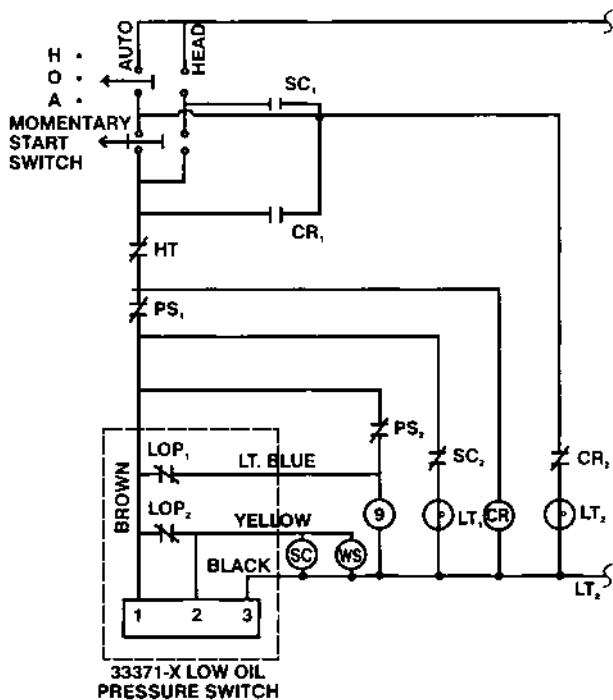 AUTO
HEAD
H •
O •
A •
SC₁
MOMENTARY
START
SWITCH
CR₁
HT
PS₁
PS₂
LOP₁
LT. BLUE
SC₂
CR₂
BROWN
LOP₂
YELLOW
9
LT₁
CR
LT₂
SC
WS
BLACK
LT₂
1 2 3
33371-X LOW OIL
PRESSURE SWITCH